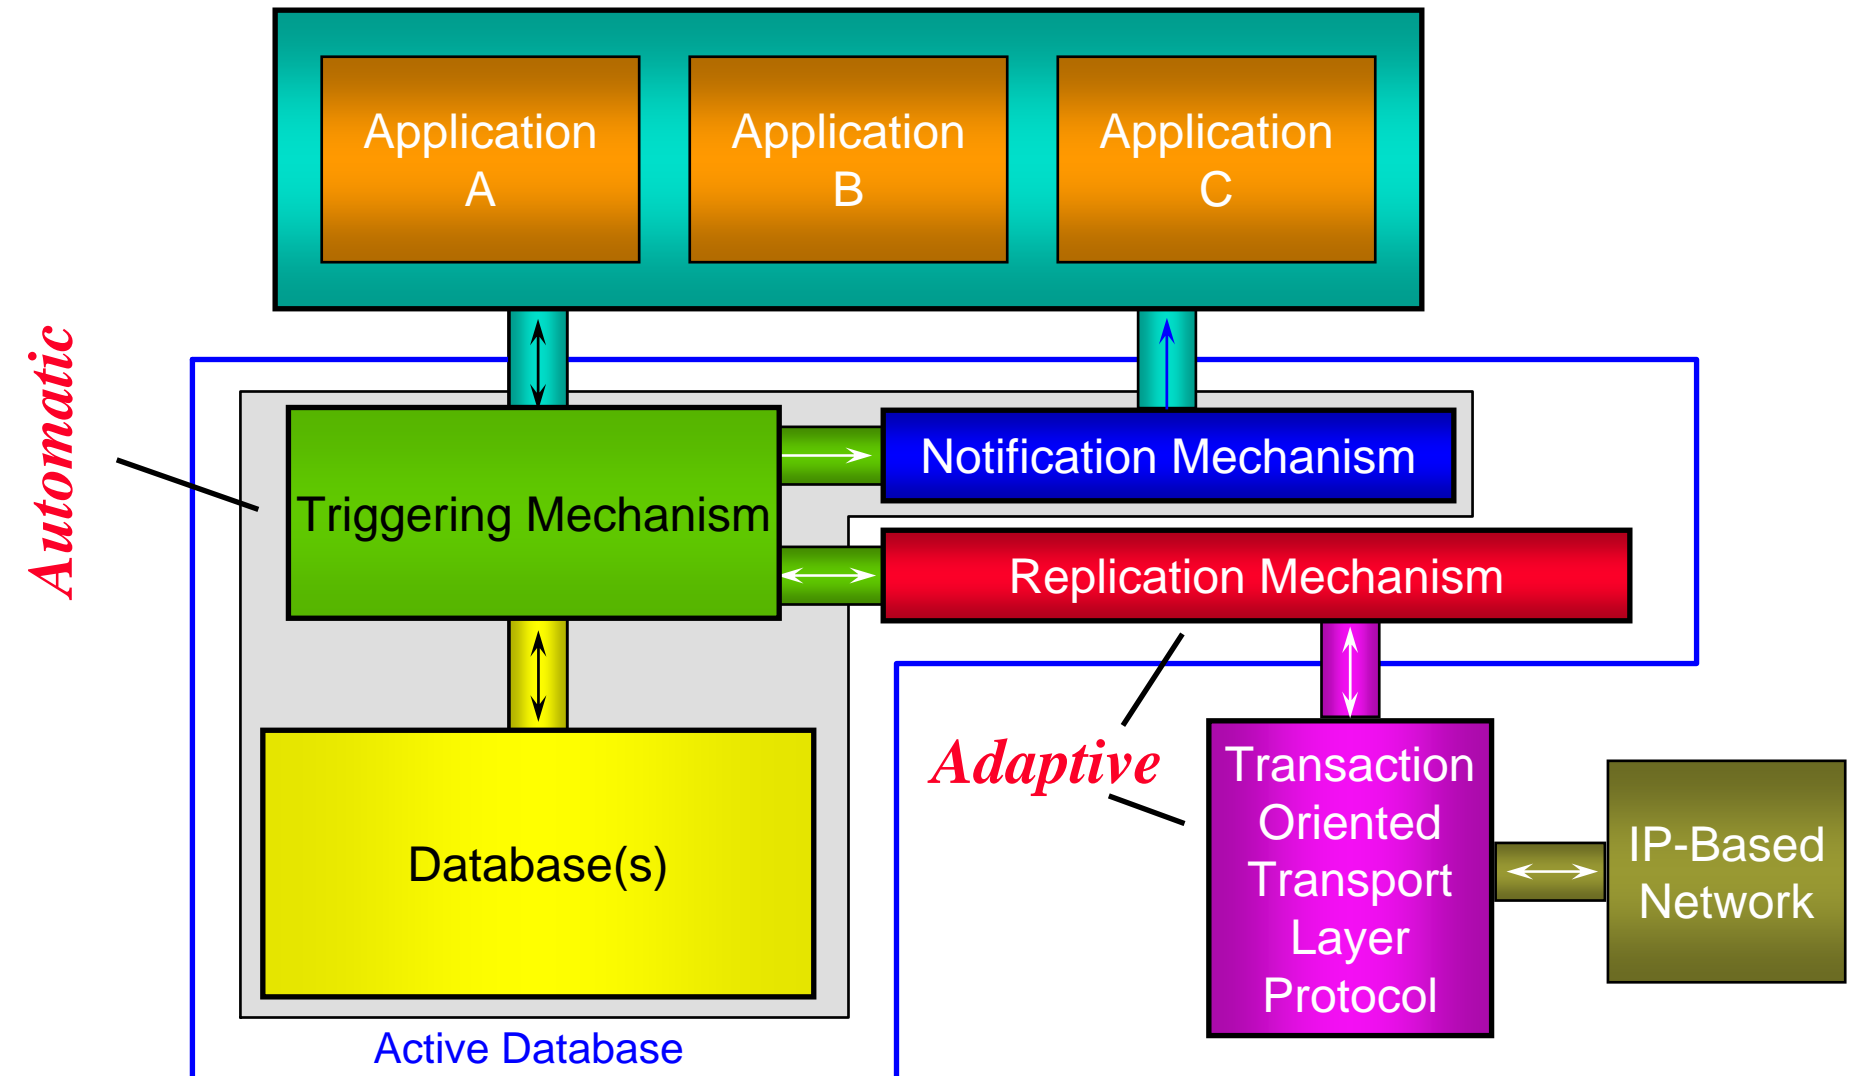 Application
A
Application
B
Application
C
Automatic
Triggering Mechanism
Notification Mechanism
Replication Mechanism
Adaptive
Transaction
Oriented
Transport
Layer
Protocol
IP-Based
Network
Database(s)
Active Database